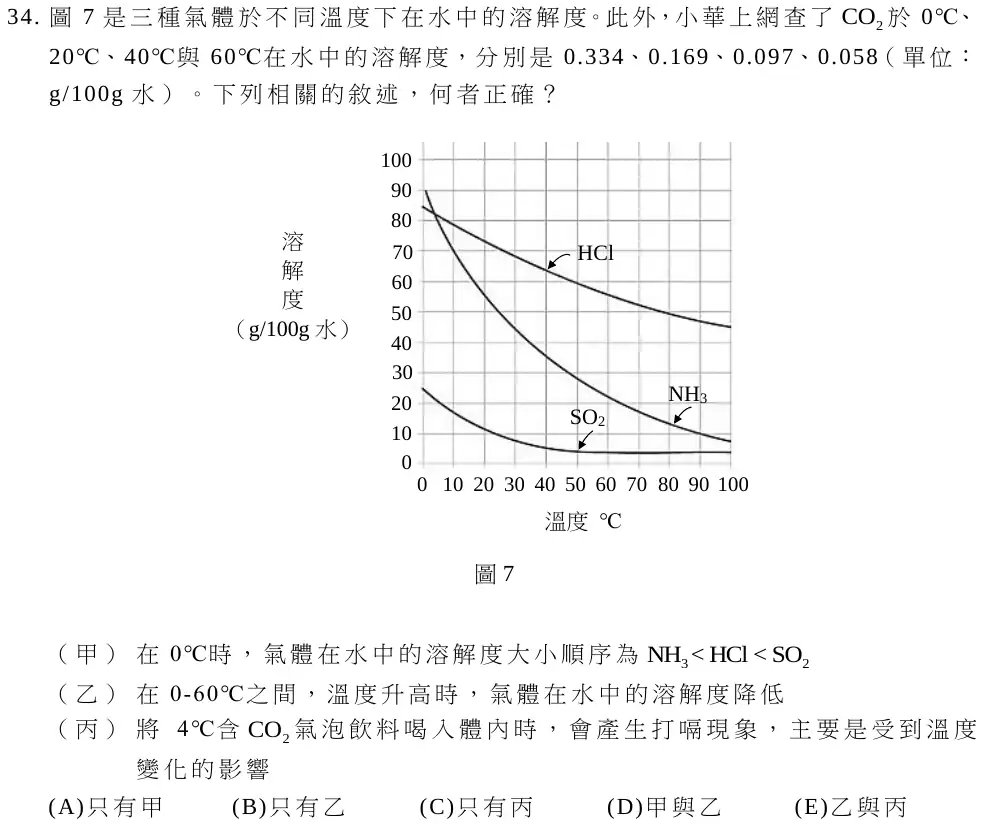 34. 圖 7 是三種氣體於不同溫度下在水中的溶解度。此外，小華上網查了 CO₂ 於 0℃、
20℃、40℃與 60℃在水中的溶解度，分別是 0.334、0.169、0.097、0.058（單位：
g/100g 水）。下列相關的敘述，何者正確？
100
90
80
70
60
50
40
30
20
10
0
溶
解
度
（g/100g 水）
HCl
NH₃
SO₂
0 10 20 30 40 50 60 70 80 90 100
溫度 ℃
圖 7
（甲） 在 0℃時，氣體在水中的溶解度大小順序為 NH₃ < HCl < SO₂
（乙） 在 0-60℃之間，溫度升高時，氣體在水中的溶解度降低
（丙） 將 4℃含 CO₂ 氣泡飲料喝入體內時，會產生打嗝現象，主要是受到溫度
變化的影響
(A)只有甲 (B)只有乙 (C)只有丙 (D)甲與乙 (E)乙與丙